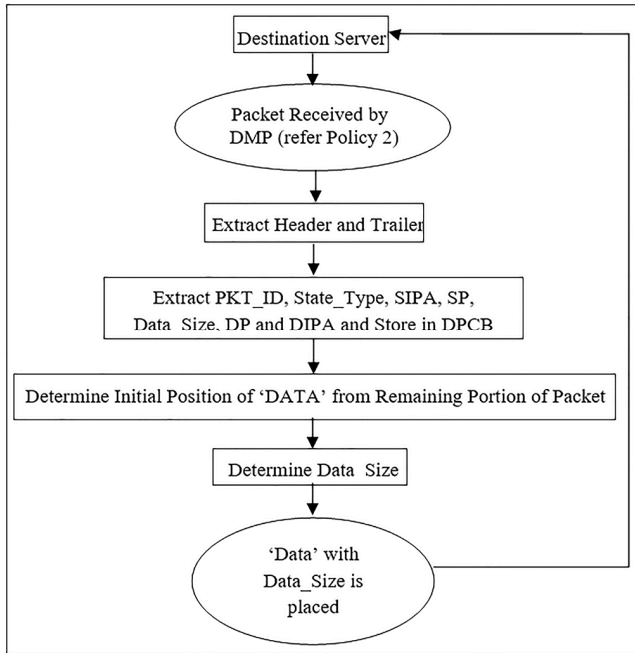 Destination Server
Packet Received by
DMP (refer Policy 2)
Extract Header and Trailer
Extract PKT_ID, State_Type, SIPA, SP,
Data_Size, DP and DIPA and Store in DPCB
Determine Initial Position of ‘DATA’ from Remaining Portion of Packet
Determine Data_Size
‘Data’ with
Data_Size is
placed